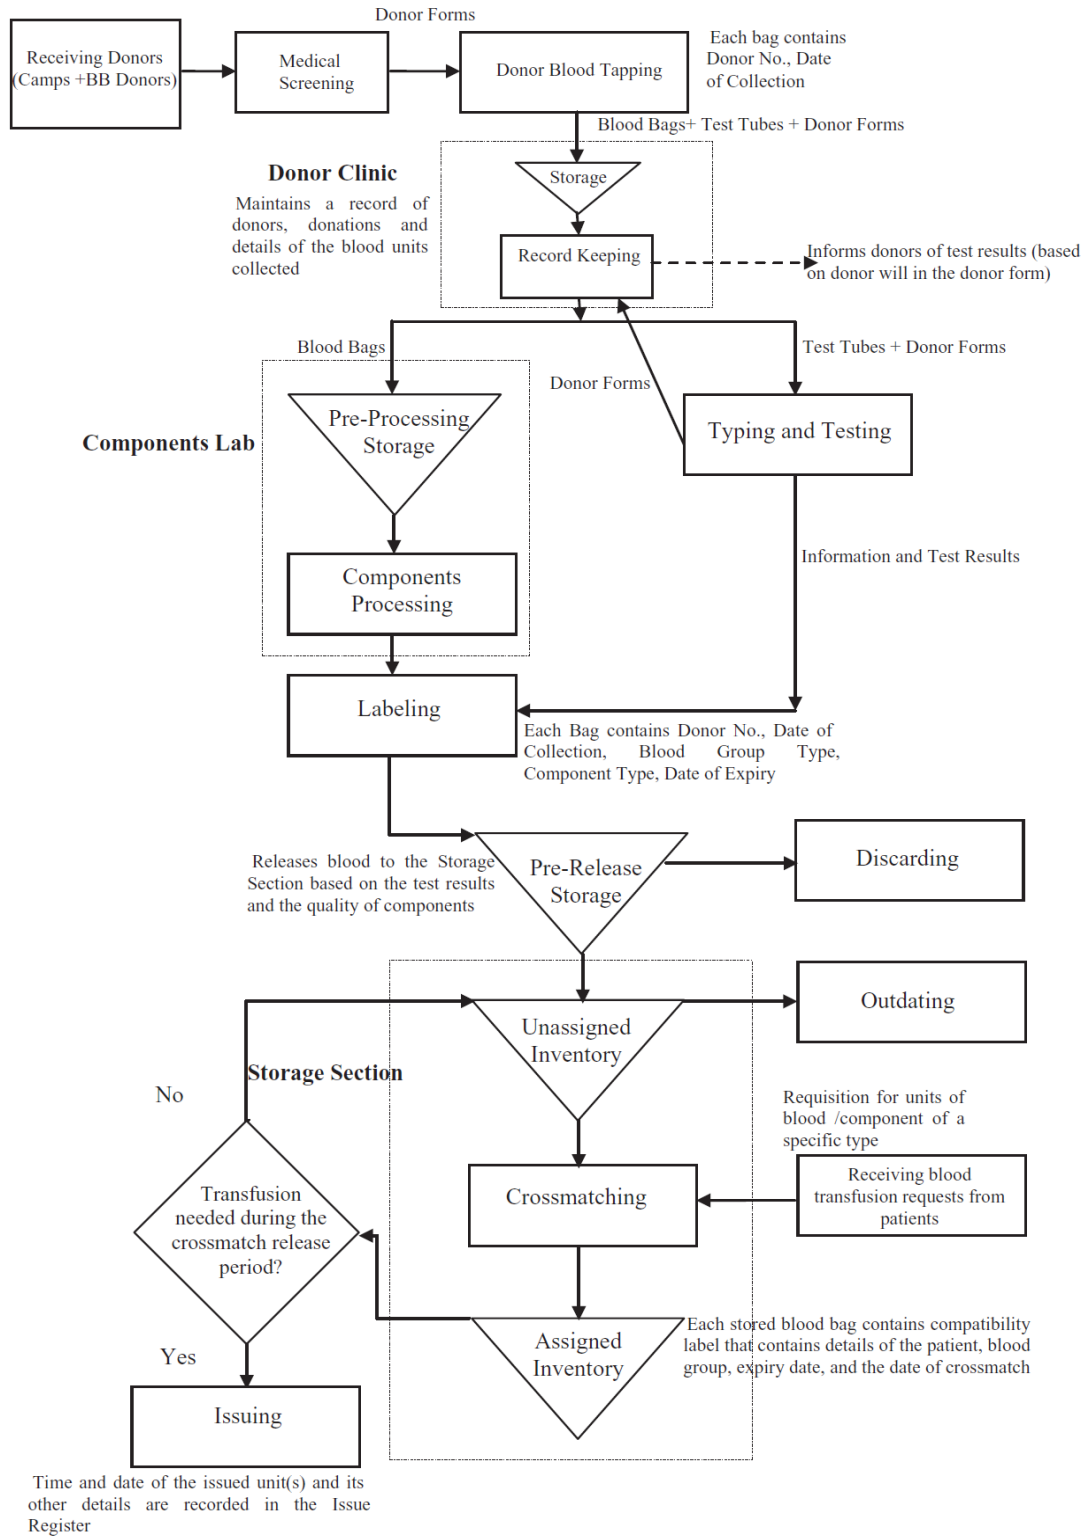 Donor Forms
Receiving Donors
(Camps +BB Donors)
Medical
Screening
Donor Blood Tapping
Each bag contains
Donor No., Date
of Collection
Blood Bags+ Test Tubes + Donor Forms
Donor Clinic
Maintains a record of
donors, donations and
details of the blood units
collected
Storage
Record Keeping
Informs donors of test results (based
on donor will in the donor form)
Blood Bags
Test Tubes + Donor Forms
Donor Forms
Components Lab
Pre-Processing
Storage
Typing and Testing
Components
Processing
Information and Test Results
Labeling
Each Bag contains Donor No., Date of
Collection, Blood Group Type,
Component Type, Date of Expiry
Releases blood to the Storage
Section based on the test results
and the quality of components
Pre-Release
Storage
Discarding
Unassigned
Inventory
Outdating
Storage Section
No
Requisition for units of
blood /component of a
specific type
Transfusion
needed during the
crossmatch release
period?
Crossmatching
Receiving blood
transfusion requests from
patients
Assigned
Inventory
Each stored blood bag contains compatibility
label that contains details of the patient, blood
group, expiry date, and the date of crossmatch
Yes
Issuing
Time and date of the issued unit(s) and its
other details are recorded in the Issue
Register